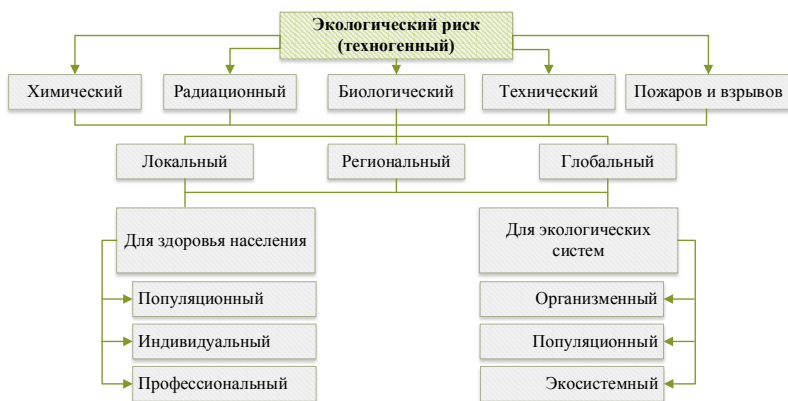 Экологический риск
(техногенный)
Химический
Радиационный
Биологический
Технический
Пожаров и взрывов
Локальный
Региональный
Глобальный
Для здоровья населения
Для экологических
систем
Популяционный
Организменный
Индивидуальный
Популяционный
Профессиональный
Экосистемный